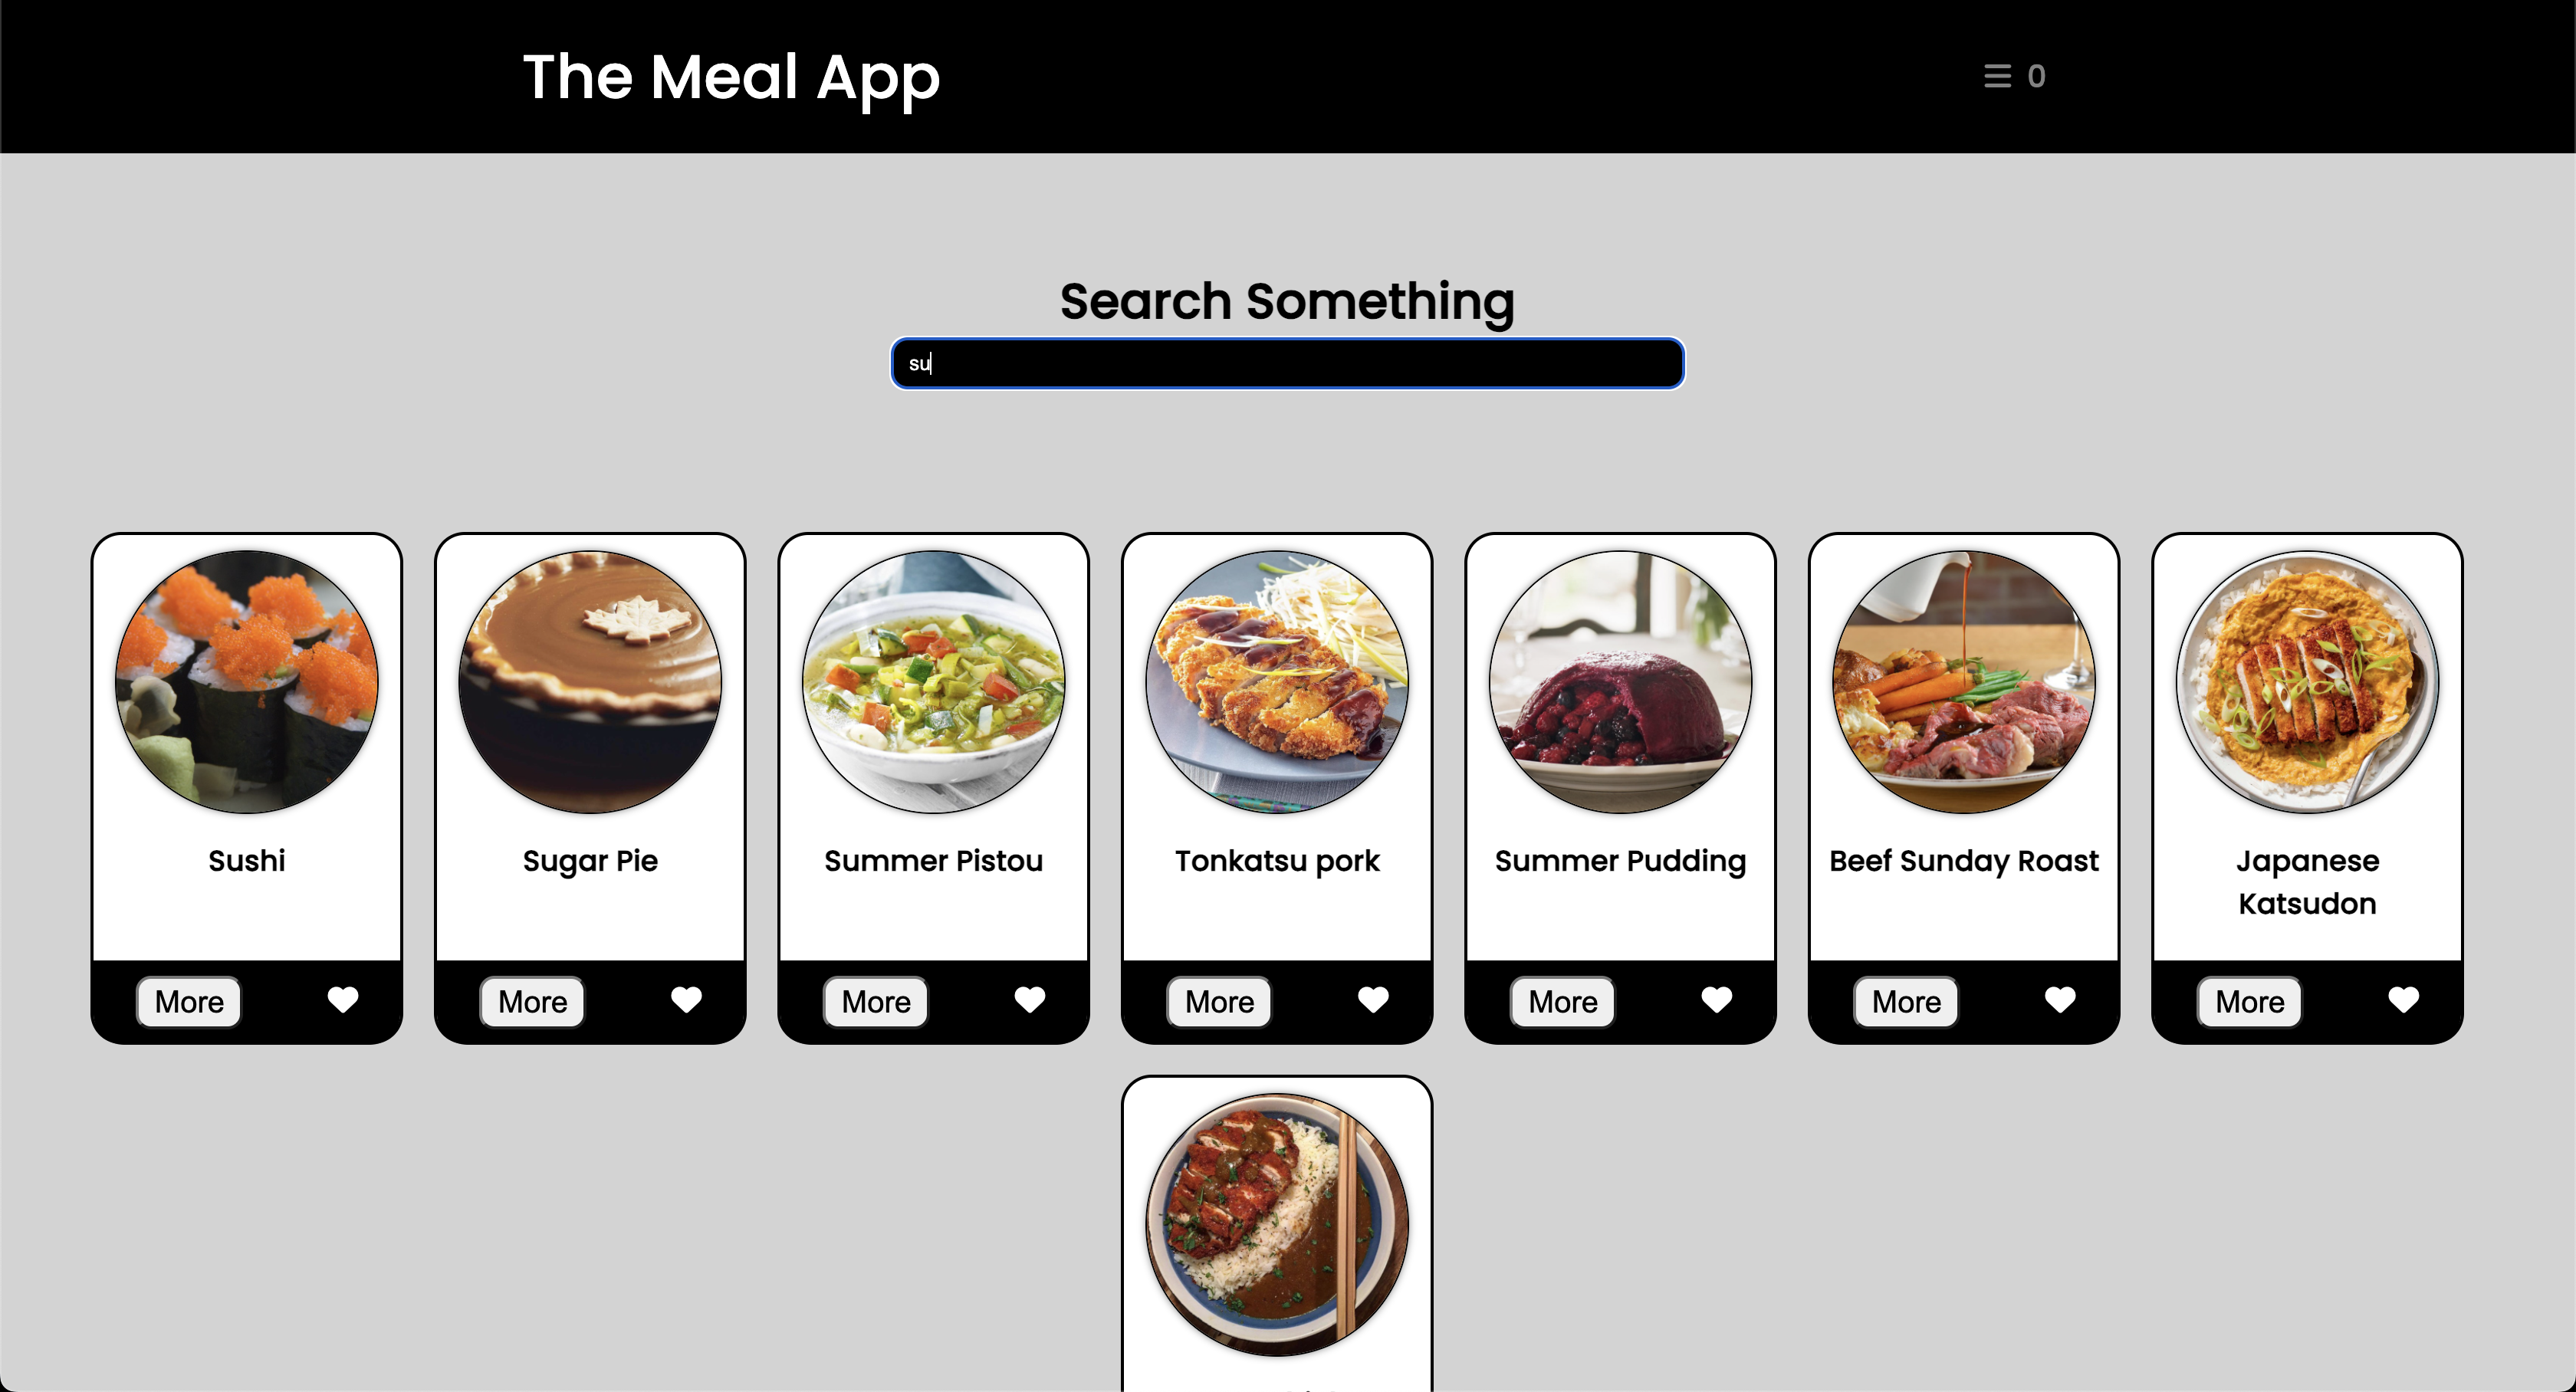 The Meal App
0
Search Something
su
Sushi
Sugar Pie
Summer Pistou
Tonkatsu pork
Summer Pudding
Beef Sunday Roast
Japanese
Katsudon
More
More
More
More
More
More
More